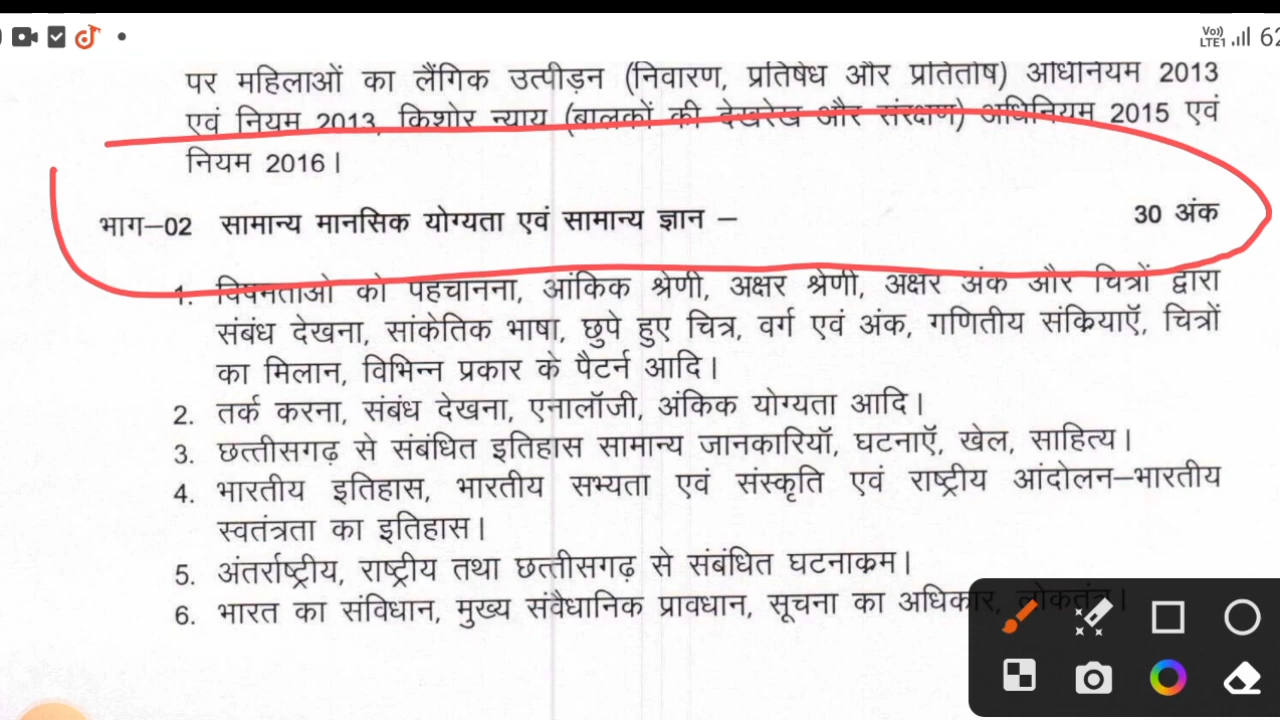 Vo) LTE1 62
पर महिलाओं का लैंगिक उत्पीड़न (निवारण, प्रतिषेध और प्रतितोष) अधिनियम 2013
एवं नियम 2013, किशोर न्याय (बालकों की देखरेख और संरक्षण) अधिनियम 2015 एवं
नियम 2016।
भाग–02 सामान्य मानसिक योग्यता एवं सामान्य ज्ञान – 30 अंक
1. विषमताओ को पहचानना, आंकिक श्रेणी, अक्षर श्रेणी, अक्षर अंक और चित्रों द्वारा
संबंध देखना, सांकेतिक भाषा, छुपे हुए चित्र, वर्ग एवं अंक, गणितीय संकियाएँ, चित्रों
का मिलान, विभिन्न प्रकार के पैटर्न आदि।
2. तर्क करना, संबंध देखना, एनालॉजी, अंकिक योग्यता आदि।
3. छत्तीसगढ़ से संबंधित इतिहास सामान्य जानकारियॉ, घटनाएॅ, खेल, साहित्य।
4. भारतीय इतिहास, भारतीय सभ्यता एवं संस्कृति एवं राष्ट्रीय आंदोलन–भारतीय
स्वतंत्रता का इतिहास।
5. अंतर्राष्ट्रीय, राष्ट्रीय तथा छत्तीसगढ़ से संबंधित घटनाक्रम।
6. भारत का संविधान, मुख्य संवैधानिक प्रावधान, सूचना का अधिकार, लोकतंत्र।